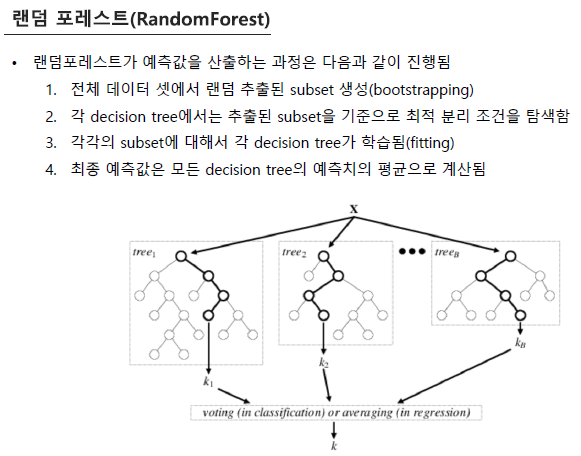 랜덤 포레스트(RandomForest)
• 랜덤포레스트가 예측값을 산출하는 과정은 다음과 같이 진행됨
1. 전체 데이터 셋에서 랜덤 추출된 subset 생성(bootstrapping)
2. 각 decision tree에서는 추출된 subset을 기준으로 최적 분리 조건을 탐색함
3. 각각의 subset에 대해서 각 decision tree가 학습됨(fitting)
4. 최종 예측값은 모든 decision tree의 예측치의 평균으로 계산됨
X
tree1 tree2 ••• treeB
k1 k2 kB
voting (in classification) or averaging (in regression)
k